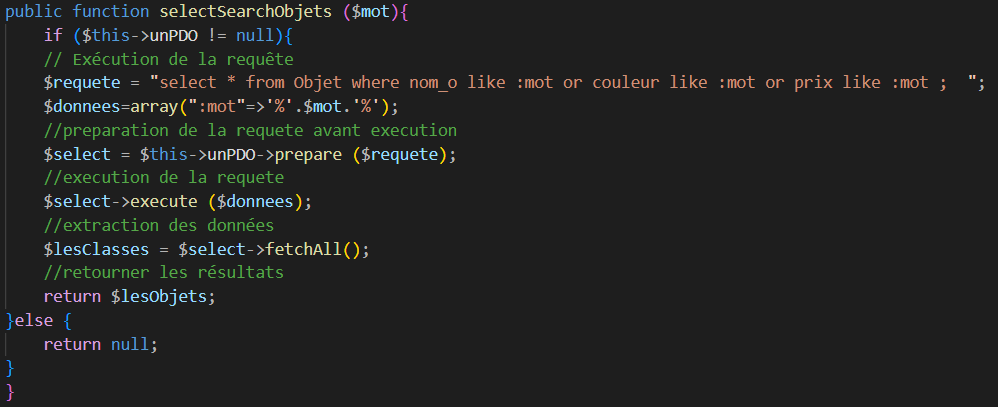 public function selectSearchObjets ($mot){
    if ($this->unPDO != null){
    // Exécution de la requête
    $requete = "select * from Objet where nom_o like :mot or couleur like :mot or prix like :mot ;  ";
    $donnees=array(":mot"=>'%'.$mot.'%');
    //preparation de la requete avant execution
    $select = $this->unPDO->prepare ($requete);
    //execution de la requete
    $select->execute ($donnees);
    //extraction des données
    $lesClasses = $select->fetchAll();
    //retourner les résultats
    return $lesObjets;
}else {
    return null;
}
}